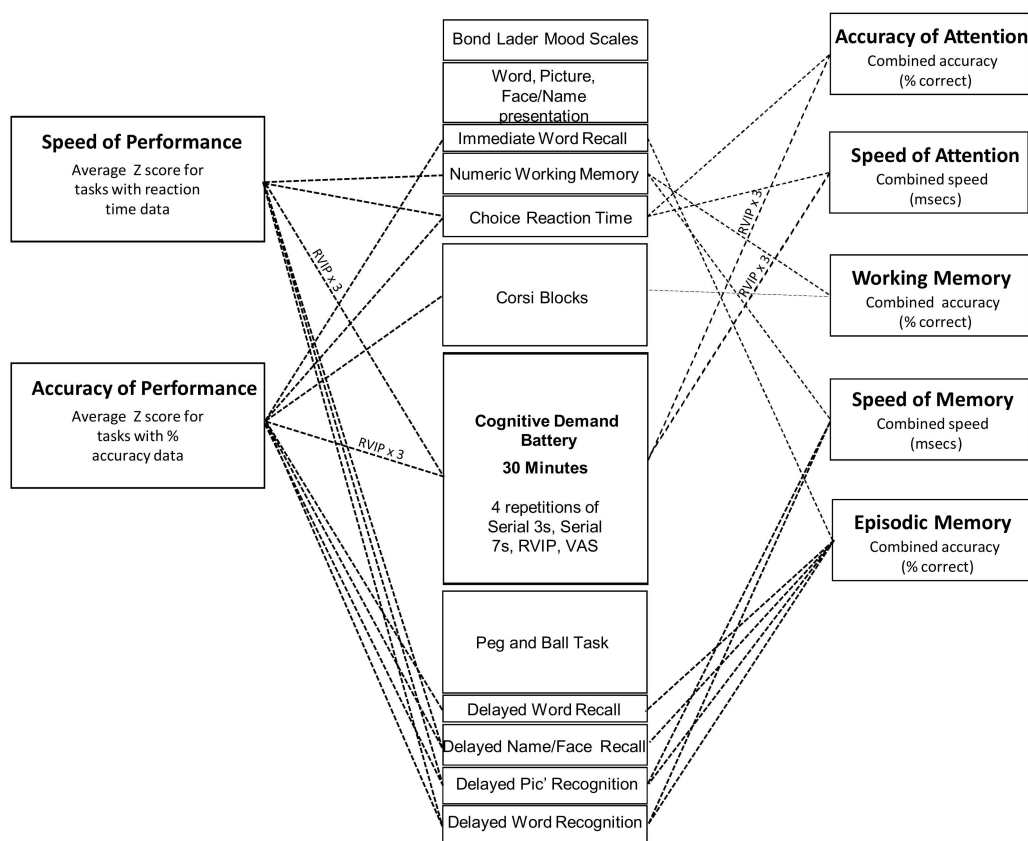 Speed of Performance
Average Z score for
tasks with reaction
time data
Accuracy of Performance
Average Z score for
tasks with %
accuracy data
RVIP x 3
RVIP x 3
Bond Lader Mood Scales
Word, Picture,
Face/Name
presentation
Immediate Word Recall
Numeric Working Memory
Choice Reaction Time
Corsi Blocks
Cognitive Demand
Battery
30 Minutes
4 repetitions of
Serial 3s, Serial
7s, RVIP, VAS
Peg and Ball Task
Delayed Word Recall
Delayed Name/Face Recall
Delayed Pic' Recognition
Delayed Word Recognition
RVIP x 3
RVIP x 3
Accuracy of Attention
Combined accuracy
(% correct)
Speed of Attention
Combined speed
(msecs)
Working Memory
Combined accuracy
(% correct)
Speed of Memory
Combined speed
(msecs)
Episodic Memory
Combined accuracy
(% correct)